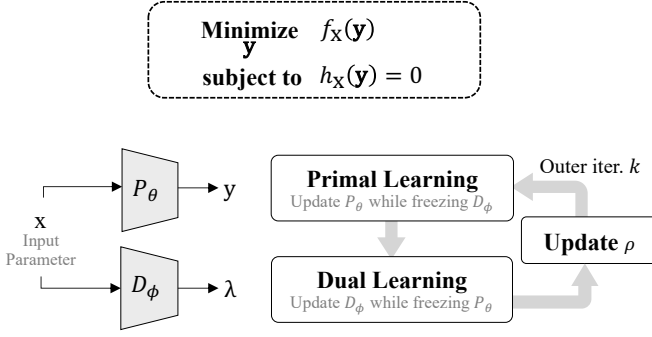 Minimize f_x(y)
y
subject to h_x(y) = 0
P_θ
y
x
Input
Parameter
D_ϕ
λ
Primal Learning
Update P_θ while freezing D_ϕ
Outer iter. k
Update ρ
Dual Learning
Update D_ϕ while freezing P_θ